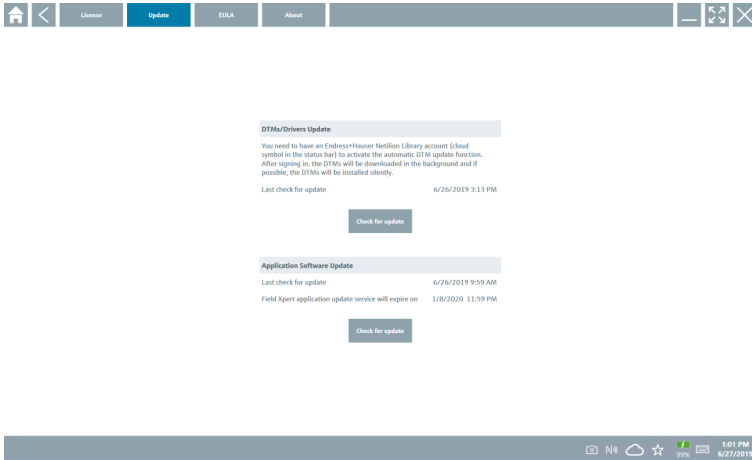 License Update EULA About
DTMs/Drivers Update
You need to have an Endress+Hauser Netilion Library account (cloud
symbol in the status bar) to activate the automatic DTM update function.
After signing in, the DTMs will be downloaded in the background and if
possible, the DTMs will be installed silently.
Last check for update 6/26/2019 3:13 PM
Check for update
Application Software Update
Last check for update 6/26/2019 9:59 AM
Field Xpert application update service will expire on 1/8/2020 11:59 PM
Check for update
99%
1:01 PM
6/27/2019